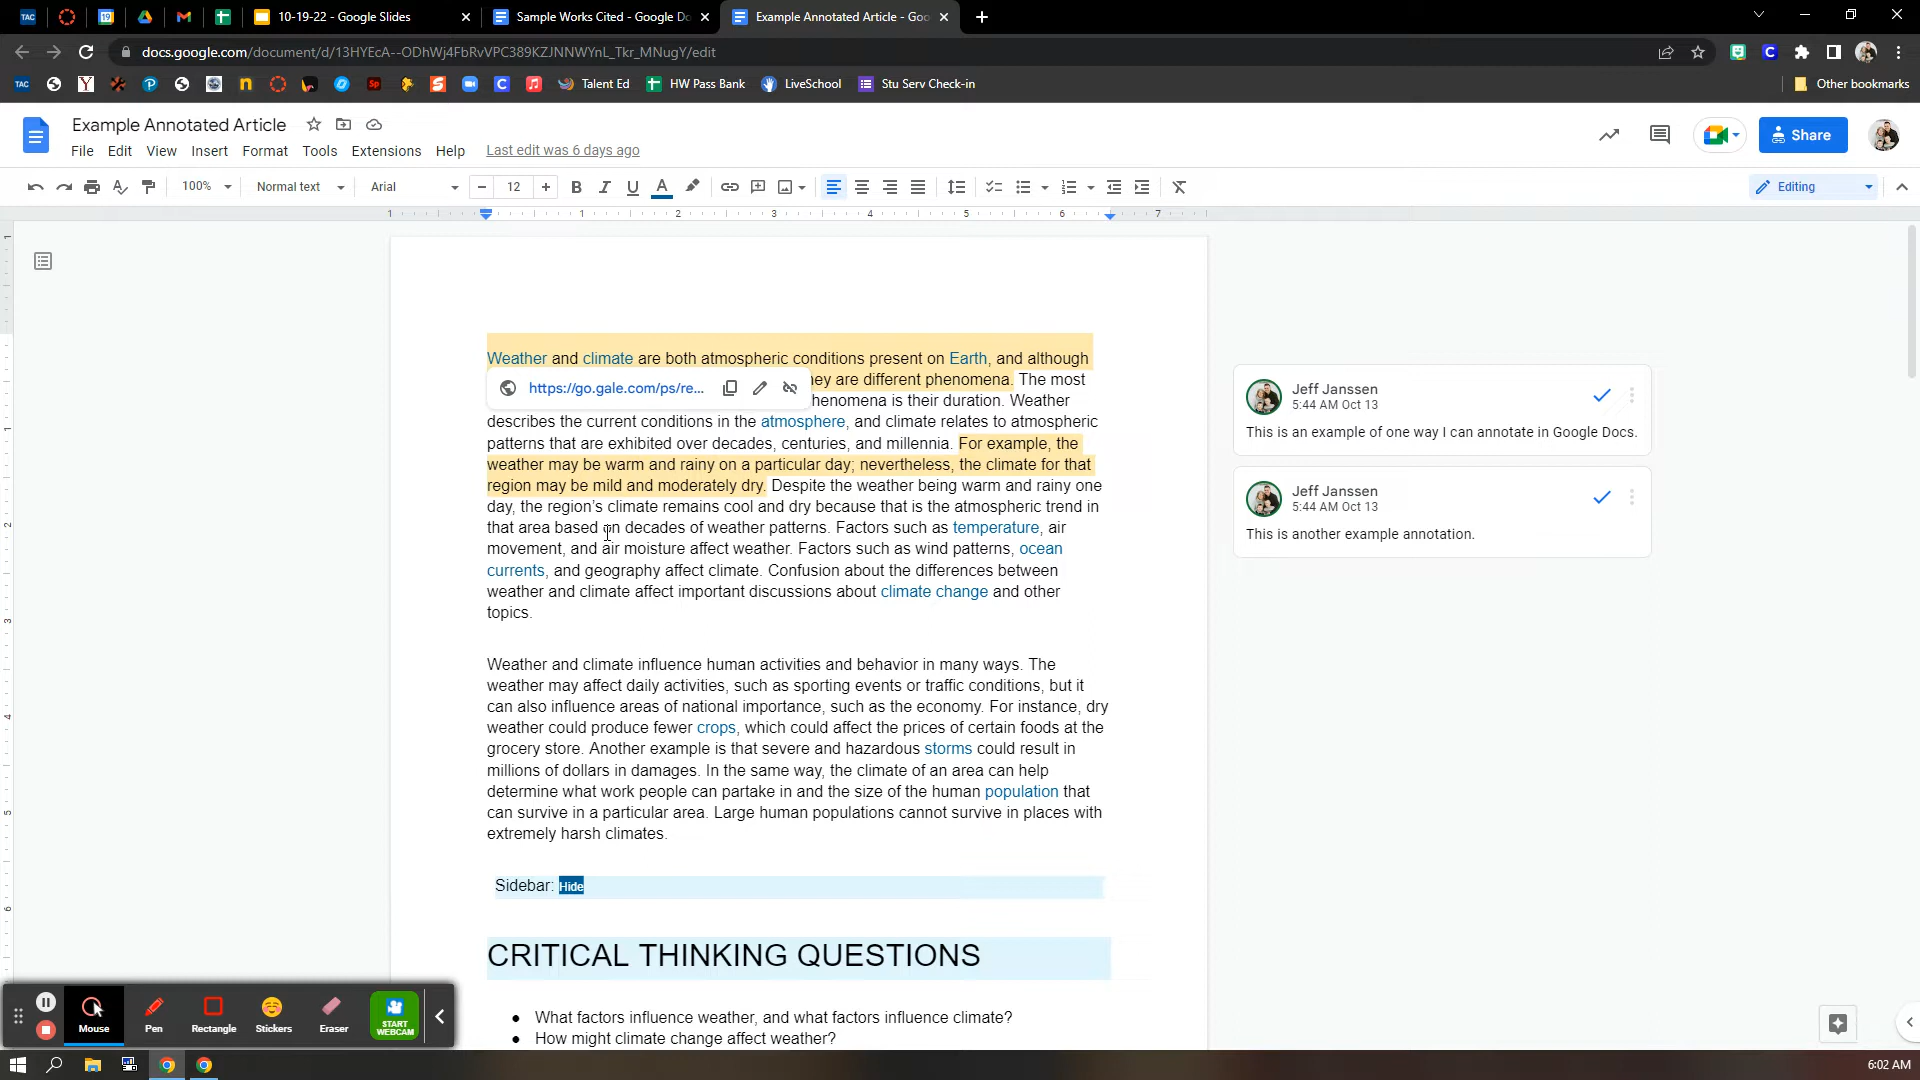 10-19-22 - Google Slides
Sample Works Cited - Google Do
Example Annotated Article - Goo
docs.google.com/document/d/13HYEcA--ODhWj4FbRvVPC389KZJNNWYnL_Tkr_MNugY/edit
TAC
Talent Ed
HW Pass Bank
LiveSchool
Stu Serv Check-in
Other bookmarks
Example Annotated Article
File Edit View Insert Format Tools Extensions Help Last edit was 6 days ago
Share
100% Normal text Arial 12
Editing
1 1 2 3 4 5 6 7
Weather and climate are both atmospheric conditions present on Earth, and although
hey are different phenomena. The most
https://go.gale.com/ps/re...
henomena is their duration. Weather
describes the current conditions in the atmosphere, and climate relates to atmospheric
patterns that are exhibited over decades, centuries, and millennia. For example, the
weather may be warm and rainy on a particular day; nevertheless, the climate for that
region may be mild and moderately dry. Despite the weather being warm and rainy one
day, the region's climate remains cool and dry because that is the atmospheric trend in
that area based on decades of weather patterns. Factors such as temperature, air
movement, and air moisture affect weather. Factors such as wind patterns, ocean
currents, and geography affect climate. Confusion about the differences between
weather and climate affect important discussions about climate change and other
topics.
Weather and climate influence human activities and behavior in many ways. The
weather may affect daily activities, such as sporting events or traffic conditions, but it
can also influence areas of national importance, such as the economy. For instance, dry
weather could produce fewer crops, which could affect the prices of certain foods at the
grocery store. Another example is that severe and hazardous storms could result in
millions of dollars in damages. In the same way, the climate of an area can help
determine what work people can partake in and the size of the human population that
can survive in a particular area. Large human populations cannot survive in places with
extremely harsh climates.
Sidebar: Hide
CRITICAL THINKING QUESTIONS
• What factors influence weather, and what factors influence climate?
• How might climate change affect weather?
Jeff Janssen
5:44 AM Oct 13
This is an example of one way I can annotate in Google Docs.
Jeff Janssen
5:44 AM Oct 13
This is another example annotation.
Mouse Pen Rectangle Stickers Eraser START WEBCAM
6:02 AM